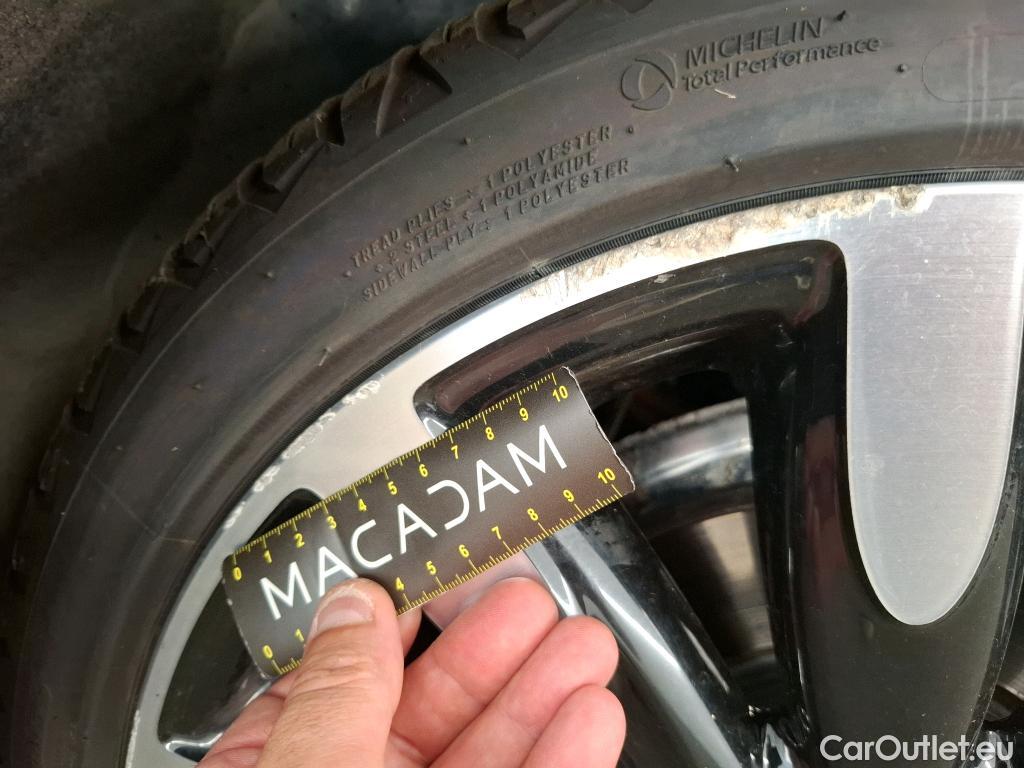 MICHELIN
Total Performance
TREAD PLIES : 1 POLYESTER
+ 2 STEEL + 1 POLYAMIDE
SIDEWALL PLY : 1 POLYESTER
0 1 2 3 4 5 6 7 8 9 10
MACADAM
0 1 4 5 6 7 8 9 10
CarOutlet.eu